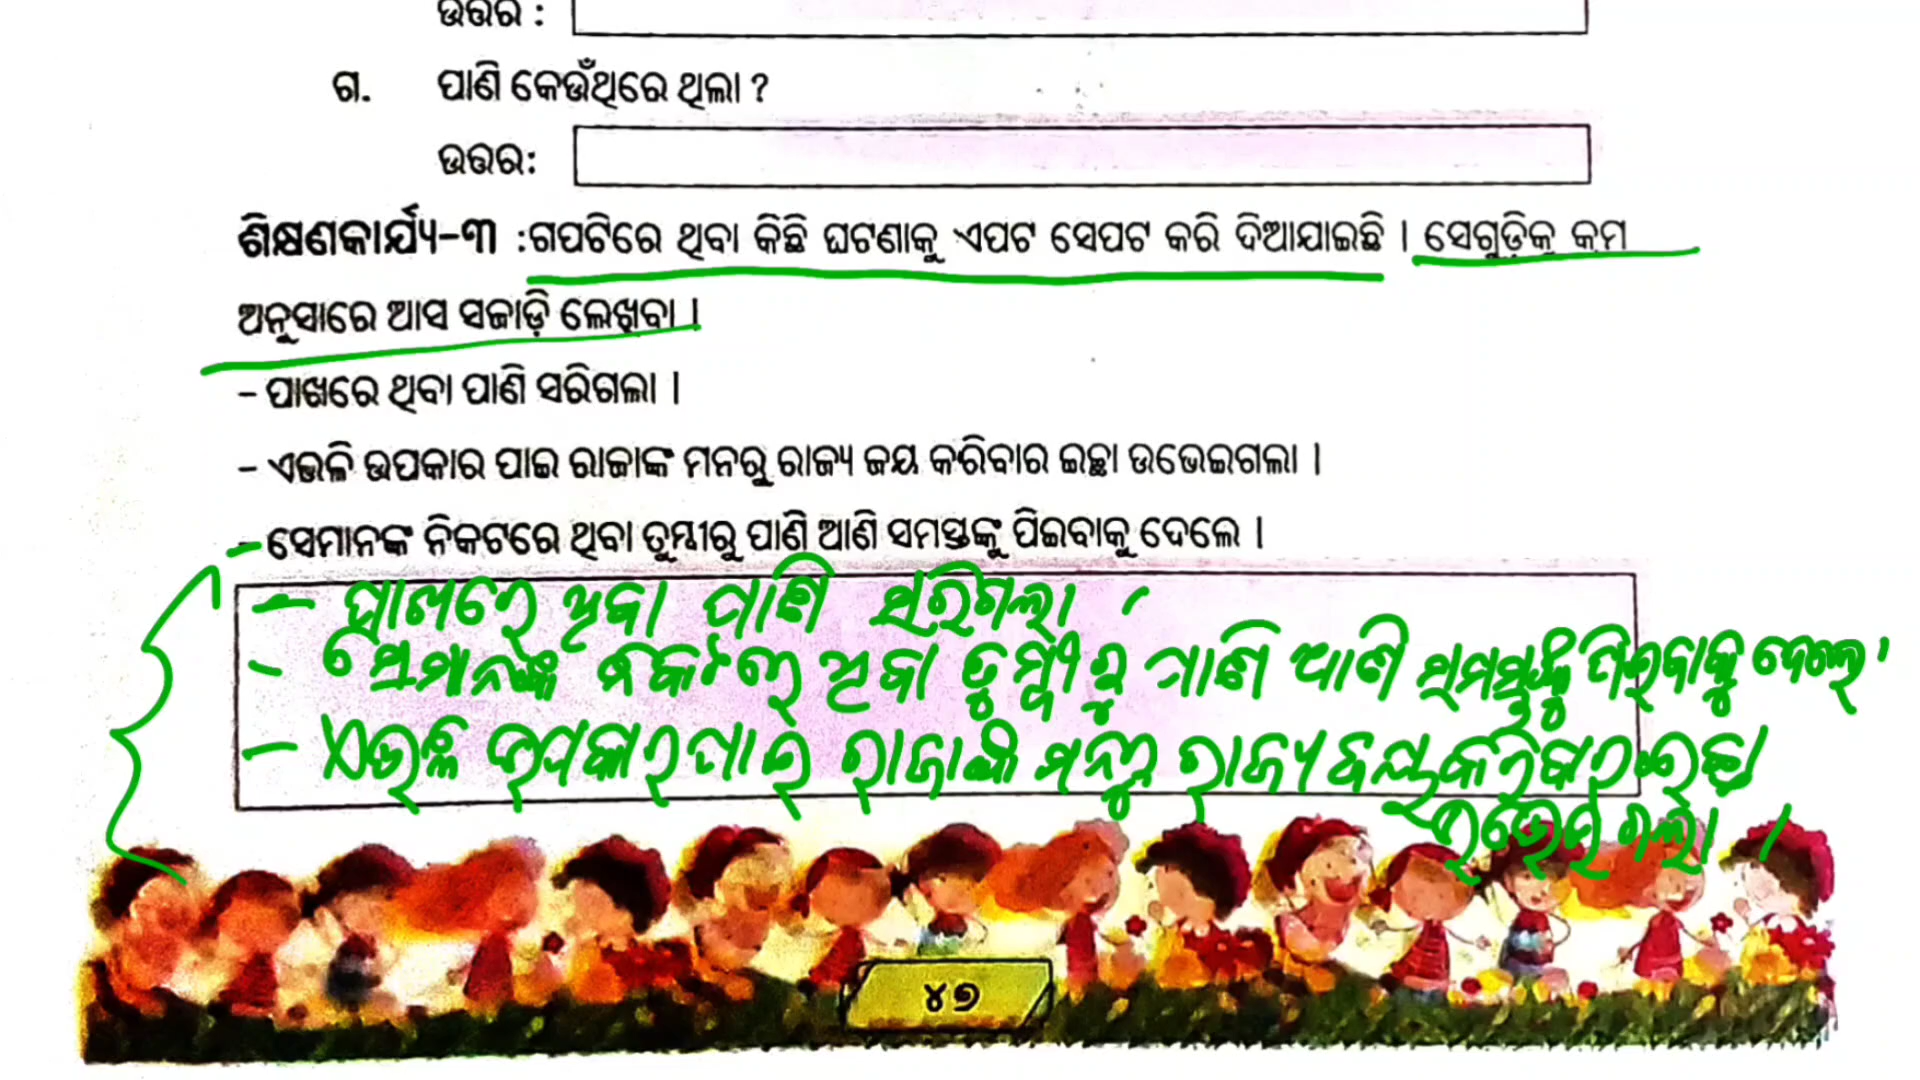 ଉତ୍ତର :
ଗ. ପାଣି କେଉଁଥିରେ ଥିଲା ?
ଉତ୍ତର:
ଶିକ୍ଷଣକାର୍ଯ୍ୟ-୩ :ଗପଟିରେ ଥିବା କିଛି ଘଟଣାକୁ ଏପଟ ସେପଟ କରି ଦିଆଯାଇଛି । ସେଗୁଡ଼ିକୁ କ୍ରମ
ଅନୁସାରେ ଆସ ସଜାଡ଼ି ଲେଖିବା ।
– ପାଖରେ ଥିବା ପାଣି ସରିଗଲା ।
– ଏଭଳି ଉପକାର ପାଇ ରାଜାଙ୍କ ମନରୁ ରାଜ୍ୟ ଜୟ କରିବାର ଇଚ୍ଛା ଉଭେଇଗଲା ।
– ସେମାନଙ୍କ ନିକଟରେ ଥିବା ତୁମ୍ବୀରୁ ପାଣି ଆଣି ସମସ୍ତଙ୍କୁ ପିଇବାକୁ ଦେଲେ ।
– ପାଖରେ ଥିବା ପାଣି ସରିଗଲା ।
– ସେମାନଙ୍କ ନିକଟରେ ଥିବା ତୁମ୍ବୀରୁ ପାଣି ଆଣି ସମସ୍ତଙ୍କୁ ପିଇବାକୁ ଦେଲେ ।
– ଏଭଳି ଉପକାର ପାଇ ରାଜାଙ୍କ ମନରୁ ରାଜ୍ୟ ଜୟ କରିବାର ଇଚ୍ଛା
ଉଭେଇଗଲା ।
୪୭